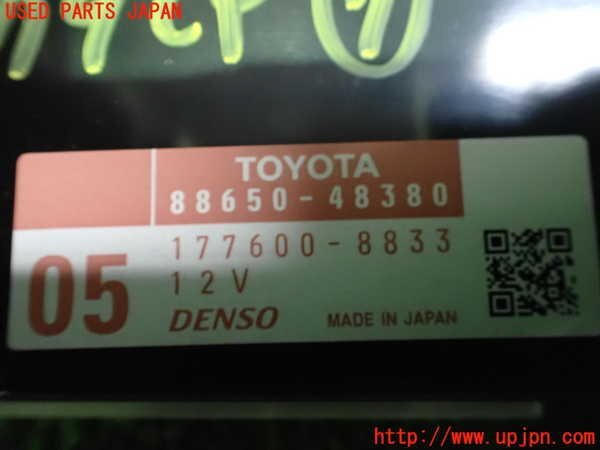 USED PARTS JAPAN
TOYOTA
88650-48380
177600-8833
05
12V
DENSO
MADE IN JAPAN
http://www.upjpn.com/